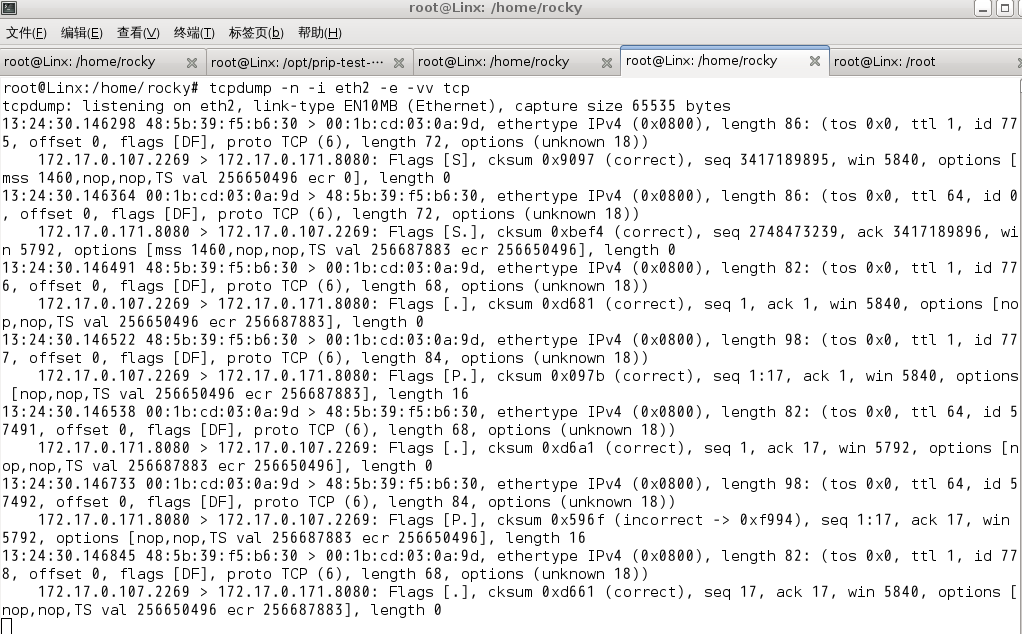 root@Linx: /home/rocky
文件(F) 编辑(E) 查看(V) 终端(T) 标签页(b) 帮助(H)
root@Linx: /home/rocky root@Linx: /opt/prip-test-··· root@Linx: /home/rocky root@Linx: /home/rocky root@Linx: /root
root@Linx:/home/rocky# tcpdump -n -i eth2 -e -vv tcp
tcpdump: listening on eth2, link-type EN10MB (Ethernet), capture size 65535 bytes
13:24:30.146298 48:5b:39:f5:b6:30 > 00:1b:cd:03:0a:9d, ethertype IPv4 (0x0800), length 86: (tos 0x0, ttl 1, id 77
5, offset 0, flags [DF], proto TCP (6), length 72, options (unknown 18))
    172.17.0.107.2269 > 172.17.0.171.8080: Flags [S], cksum 0x9097 (correct), seq 3417189895, win 5840, options [
mss 1460,nop,nop,TS val 256650496 ecr 0], length 0
13:24:30.146364 00:1b:cd:03:0a:9d > 48:5b:39:f5:b6:30, ethertype IPv4 (0x0800), length 86: (tos 0x0, ttl 64, id 0
, offset 0, flags [DF], proto TCP (6), length 72, options (unknown 18))
    172.17.0.171.8080 > 172.17.0.107.2269: Flags [S.], cksum 0xbef4 (correct), seq 2748473239, ack 3417189896, wi
n 5792, options [mss 1460,nop,nop,TS val 256687883 ecr 256650496], length 0
13:24:30.146491 48:5b:39:f5:b6:30 > 00:1b:cd:03:0a:9d, ethertype IPv4 (0x0800), length 82: (tos 0x0, ttl 1, id 77
6, offset 0, flags [DF], proto TCP (6), length 68, options (unknown 18))
    172.17.0.107.2269 > 172.17.0.171.8080: Flags [.], cksum 0xd681 (correct), seq 1, ack 1, win 5840, options [no
p,nop,TS val 256650496 ecr 256687883], length 0
13:24:30.146522 48:5b:39:f5:b6:30 > 00:1b:cd:03:0a:9d, ethertype IPv4 (0x0800), length 98: (tos 0x0, ttl 1, id 77
7, offset 0, flags [DF], proto TCP (6), length 84, options (unknown 18))
    172.17.0.107.2269 > 172.17.0.171.8080: Flags [P.], cksum 0x097b (correct), seq 1:17, ack 1, win 5840, options
 [nop,nop,TS val 256650496 ecr 256687883], length 16
13:24:30.146538 00:1b:cd:03:0a:9d > 48:5b:39:f5:b6:30, ethertype IPv4 (0x0800), length 82: (tos 0x0, ttl 64, id 5
7491, offset 0, flags [DF], proto TCP (6), length 68, options (unknown 18))
    172.17.0.171.8080 > 172.17.0.107.2269: Flags [.], cksum 0xd6a1 (correct), seq 1, ack 17, win 5792, options [n
op,nop,TS val 256687883 ecr 256650496], length 0
13:24:30.146733 00:1b:cd:03:0a:9d > 48:5b:39:f5:b6:30, ethertype IPv4 (0x0800), length 98: (tos 0x0, ttl 64, id 5
7492, offset 0, flags [DF], proto TCP (6), length 84, options (unknown 18))
    172.17.0.171.8080 > 172.17.0.107.2269: Flags [P.], cksum 0x596f (incorrect -> 0xf994), seq 1:17, ack 17, win
5792, options [nop,nop,TS val 256687883 ecr 256650496], length 16
13:24:30.146845 48:5b:39:f5:b6:30 > 00:1b:cd:03:0a:9d, ethertype IPv4 (0x0800), length 82: (tos 0x0, ttl 1, id 77
8, offset 0, flags [DF], proto TCP (6), length 68, options (unknown 18))
    172.17.0.107.2269 > 172.17.0.171.8080: Flags [.], cksum 0xd661 (correct), seq 17, ack 17, win 5840, options [
nop,nop,TS val 256650496 ecr 256687883], length 0